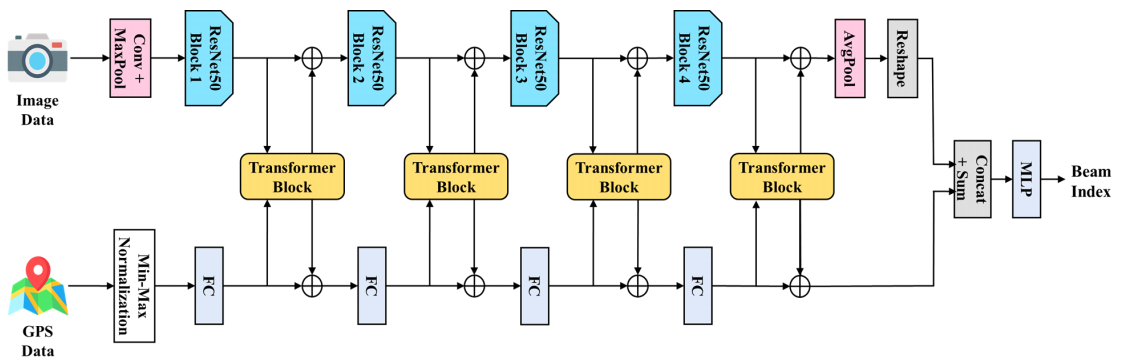 Image
Data
Conv +
MaxPool
ResNet50
Block 1
ResNet50
Block 2
ResNet50
Block 3
ResNet50
Block 4
AvgPool
Reshape
Transformer
Block
Transformer
Block
Transformer
Block
Transformer
Block
Concat
+ Sum
MLP
Beam
Index
GPS
Data
Min-Max
Normalization
FC
FC
FC
FC